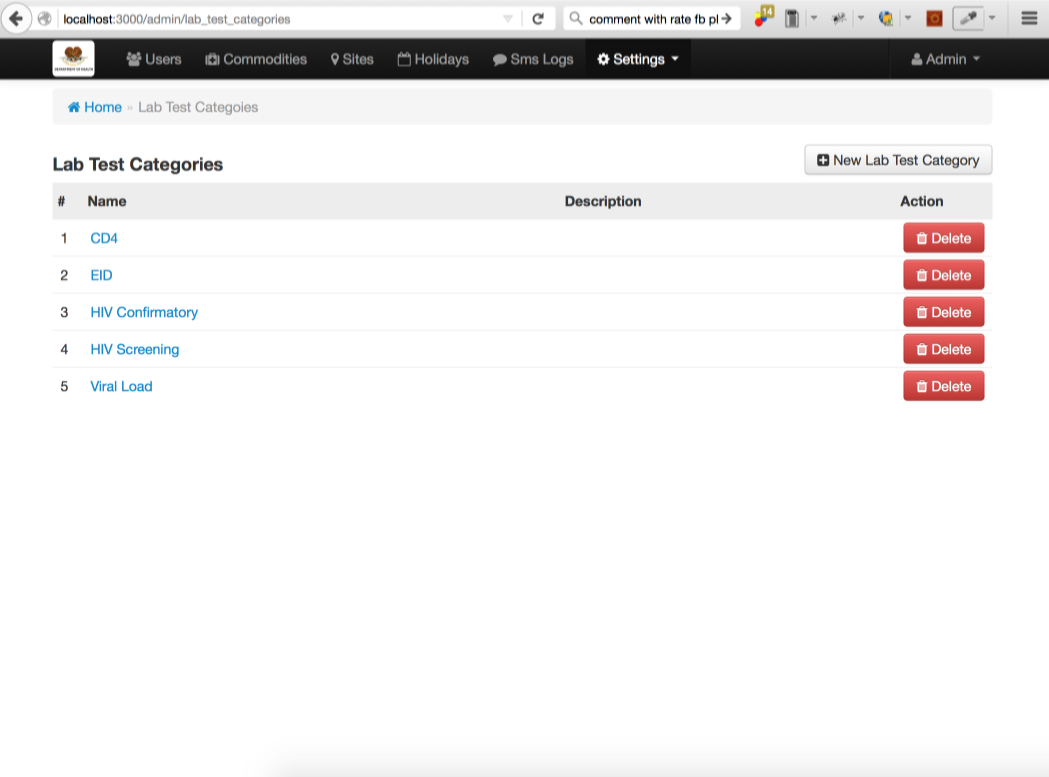 localhost:3000/admin/lab_test_categories
comment with rate fb pl
14
Users Commodities Sites Holidays Sms Logs Settings Admin
DEPARTMENT OF HEALTH
Home » Lab Test Categoies
Lab Test Categories
New Lab Test Category
# Name Description Action
1 CD4 Delete
2 EID Delete
3 HIV Confirmatory Delete
4 HIV Screening Delete
5 Viral Load Delete